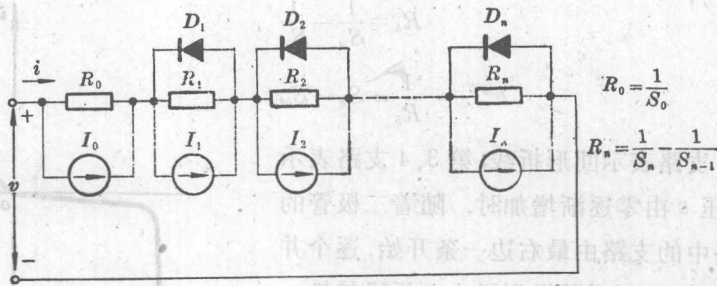 D₁
D₂
Dₙ
i
R₀
R₁
R₂
Rₙ
R₀ = 1/S₀
+
I₀
I₁
I₂
Iₙ
Rₙ = 1/Sₙ - 1/Sₙ₋₁
v
−